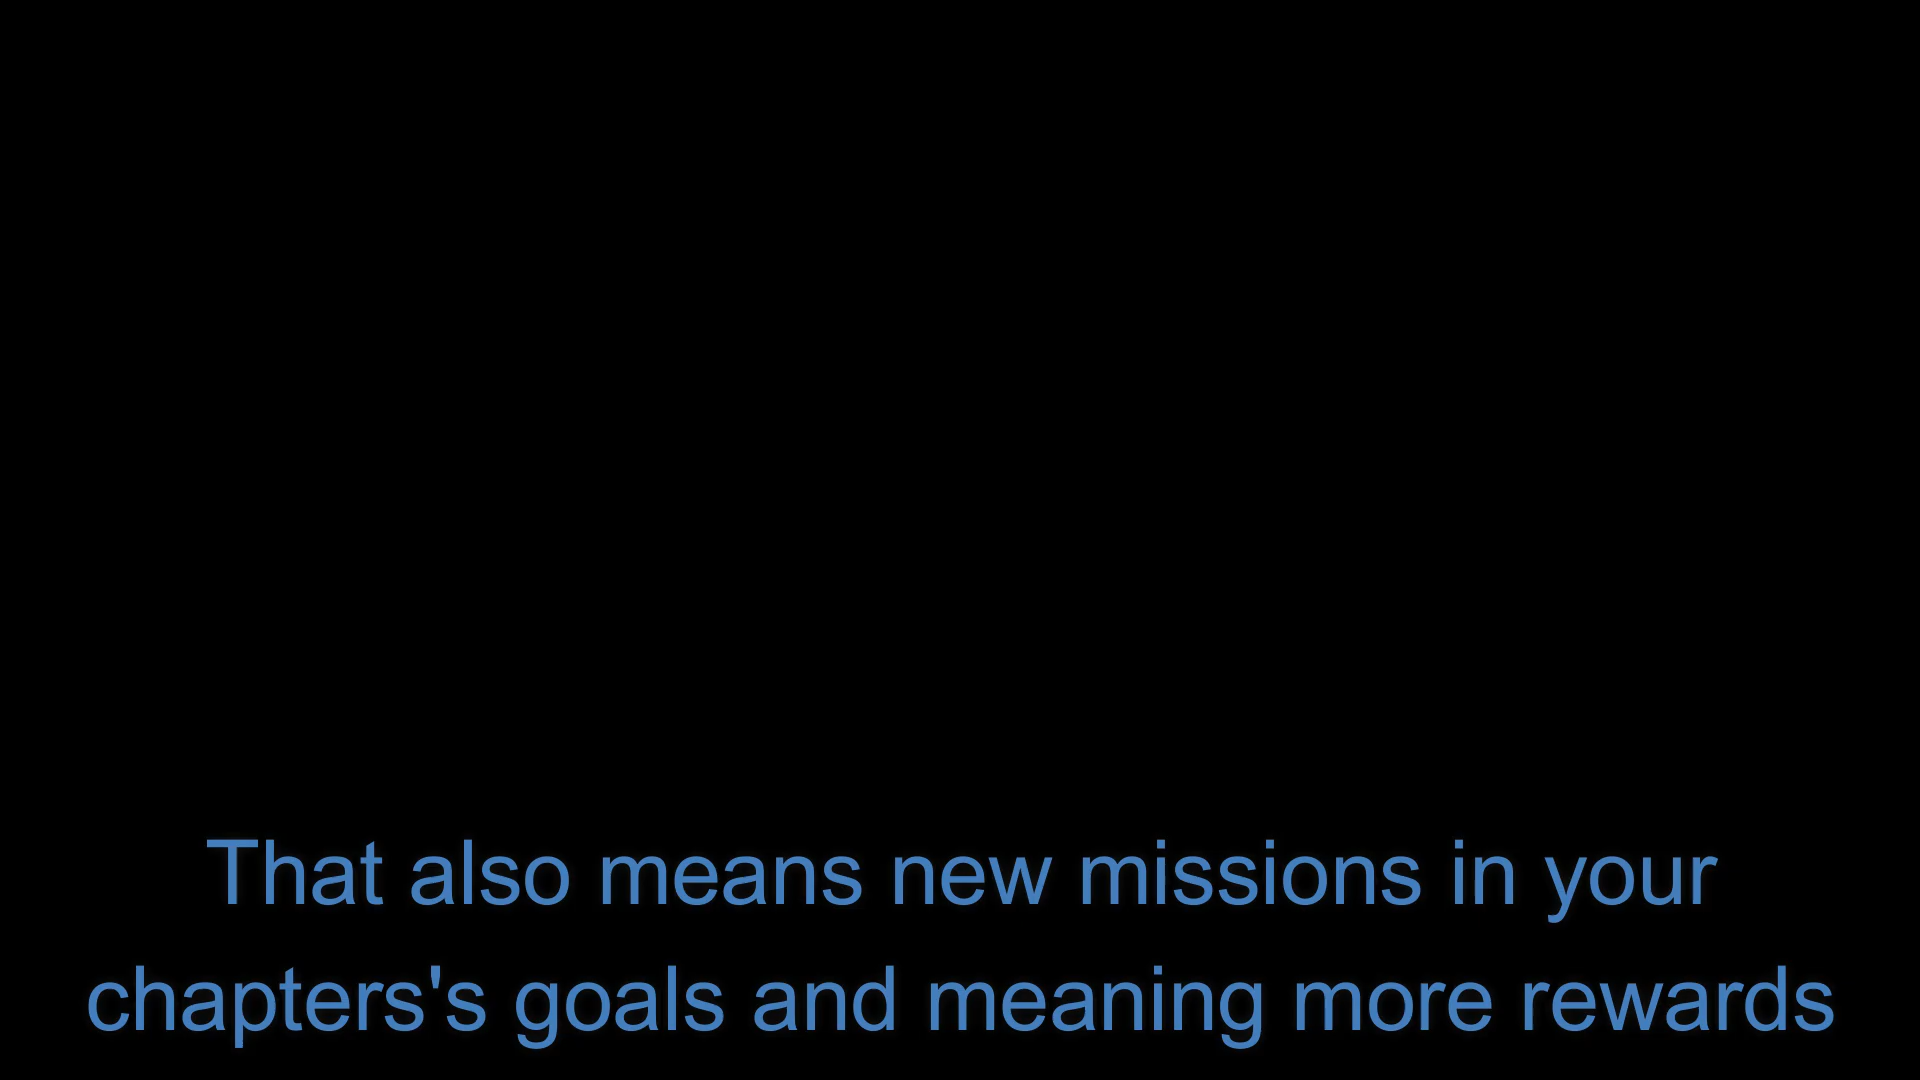 That also means new missions in your
chapters's goals and meaning more rewards